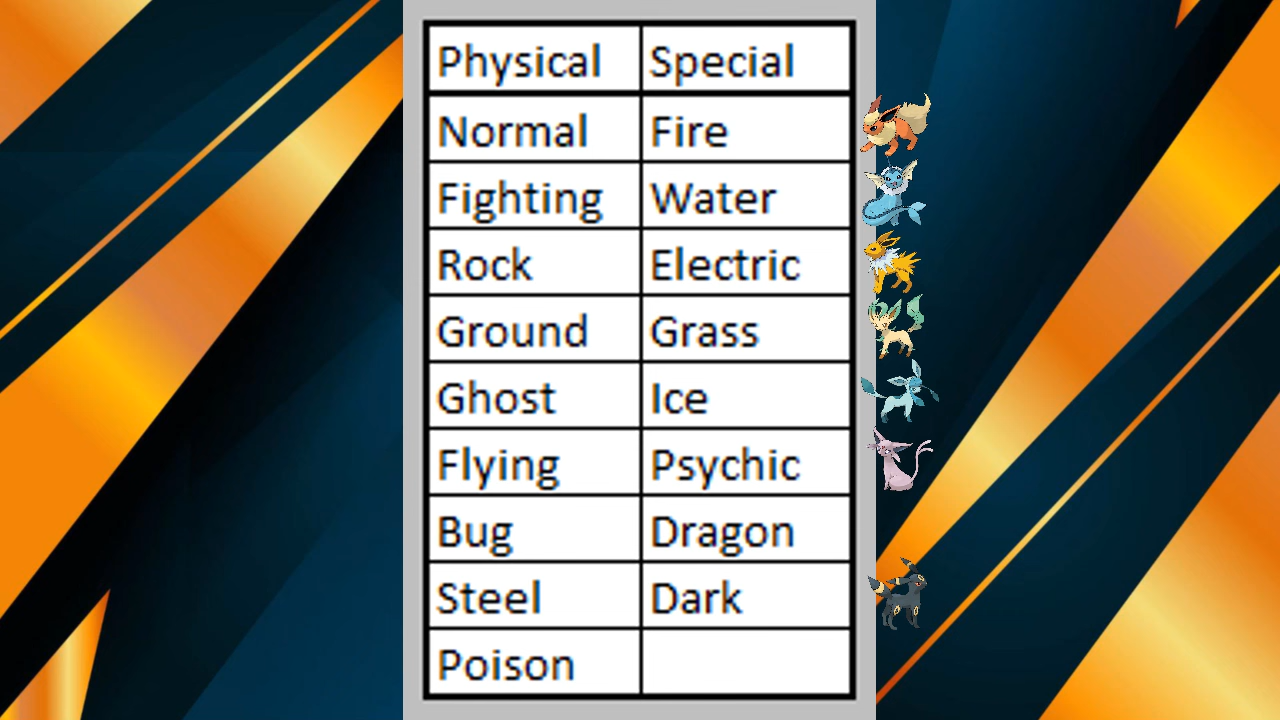 Physical Special
Normal Fire
Fighting Water
Rock Electric
Ground Grass
Ghost Ice
Flying Psychic
Bug Dragon
Steel Dark
Poison